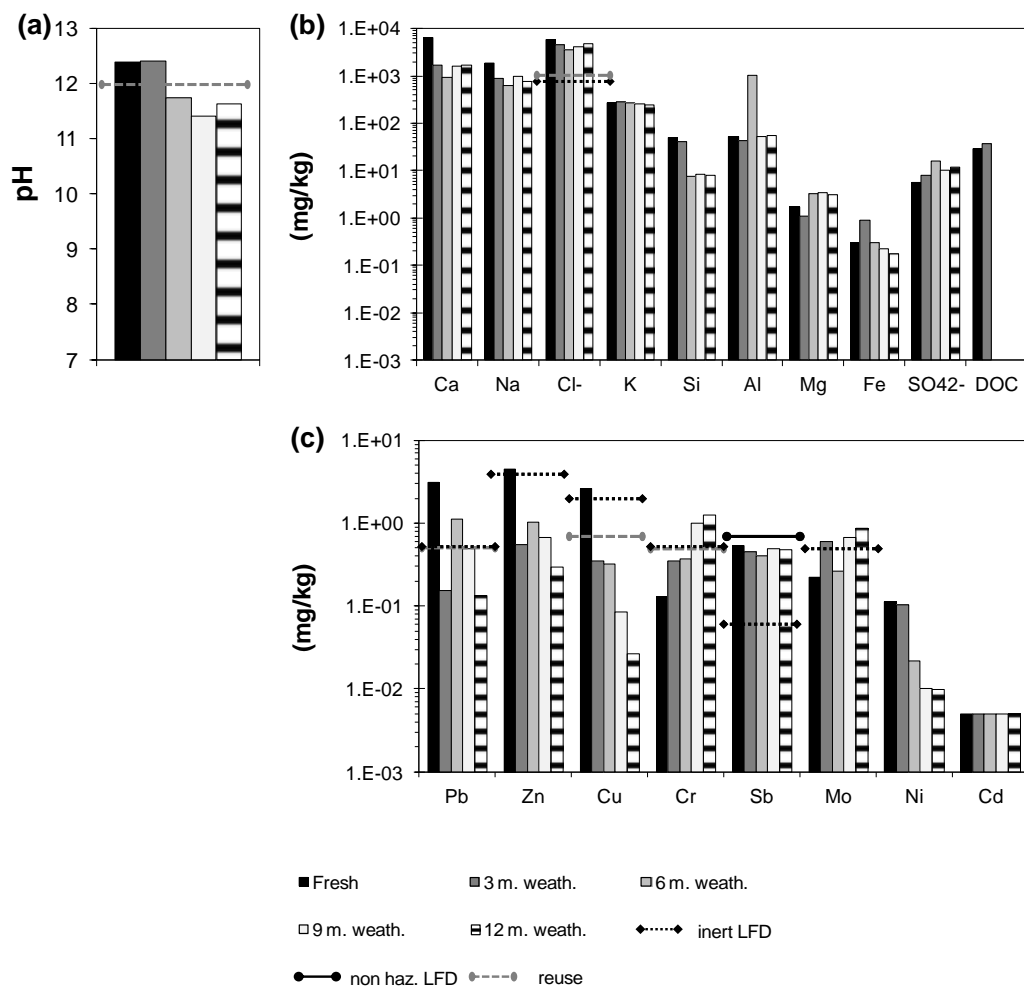 (a)
13
12
11
10
9
8
7
pH
(b)
1.E+04
1.E+03
1.E+02
1.E+01
1.E+00
1.E-01
1.E-02
1.E-03
(mg/kg)
Ca Na Cl- K Si Al Mg Fe SO42- DOC
(c)
1.E+01
1.E+00
1.E-01
1.E-02
1.E-03
(mg/kg)
Pb Zn Cu Cr Sb Mo Ni Cd
Fresh 3 m. weath. 6 m. weath.
9 m. weath. 12 m. weath. inert LFD
non haz. LFD reuse